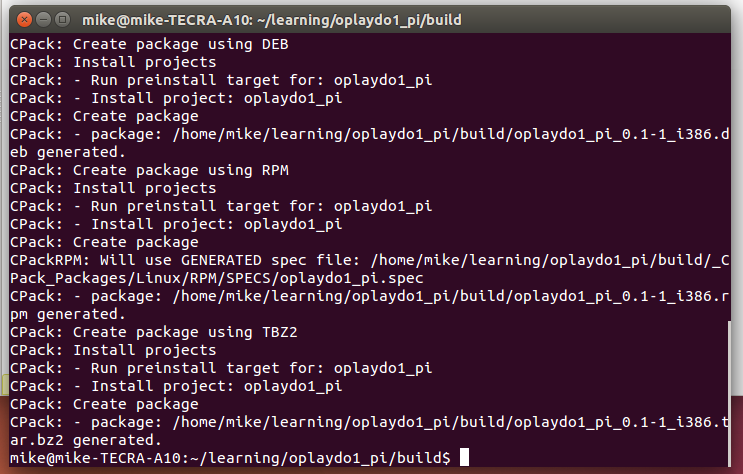 mike@mike-TECRA-A10: ~/learning/oplaydo1_pi/build
CPack: Create package using DEB
CPack: Install projects
CPack: - Run preinstall target for: oplaydo1_pi
CPack: - Install project: oplaydo1_pi
CPack: Create package
CPack: - package: /home/mike/learning/oplaydo1_pi/build/oplaydo1_pi_0.1-1_i386.d
eb generated.
CPack: Create package using RPM
CPack: Install projects
CPack: - Run preinstall target for: oplaydo1_pi
CPack: - Install project: oplaydo1_pi
CPack: Create package
CPackRPM: Will use GENERATED spec file: /home/mike/learning/oplaydo1_pi/build/_C
Pack_Packages/Linux/RPM/SPECS/oplaydo1_pi.spec
CPack: - package: /home/mike/learning/oplaydo1_pi/build/oplaydo1_pi_0.1-1_i386.r
pm generated.
CPack: Create package using TBZ2
CPack: Install projects
CPack: - Run preinstall target for: oplaydo1_pi
CPack: - Install project: oplaydo1_pi
CPack: Create package
CPack: - package: /home/mike/learning/oplaydo1_pi/build/oplaydo1_pi_0.1-1_i386.t
ar.bz2 generated.
mike@mike-TECRA-A10:~/learning/oplaydo1_pi/build$